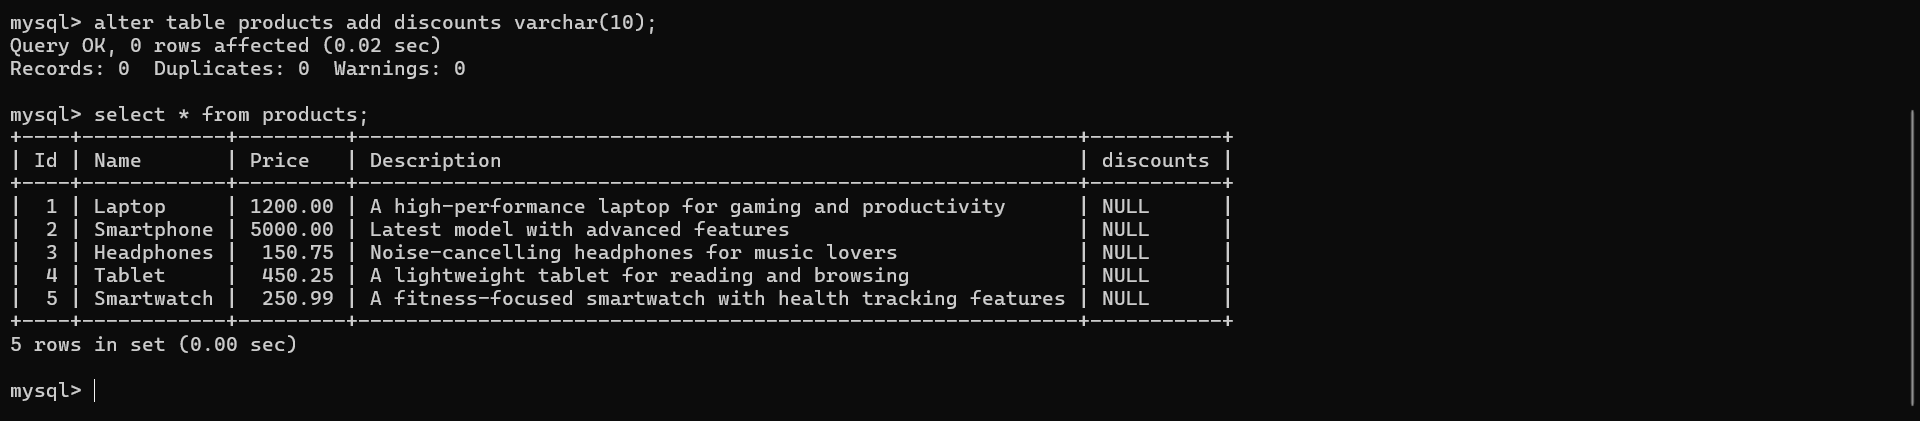 mysql> alter table products add discounts varchar(10);
Query OK, 0 rows affected (0.02 sec)
Records: 0  Duplicates: 0  Warnings: 0
mysql> select * from products;
+----+------------+---------+------------------------------------------------------------+-----------+
| Id | Name       | Price   | Description                                                | discounts |
+----+------------+---------+------------------------------------------------------------+-----------+
|  1 | Laptop     | 1200.00 | A high-performance laptop for gaming and productivity      | NULL      |
|  2 | Smartphone | 5000.00 | Latest model with advanced features                        | NULL      |
|  3 | Headphones |  150.75 | Noise-cancelling headphones for music lovers               | NULL      |
|  4 | Tablet     |  450.25 | A lightweight tablet for reading and browsing              | NULL      |
|  5 | Smartwatch |  250.99 | A fitness-focused smartwatch with health tracking features | NULL      |
+----+------------+---------+------------------------------------------------------------+-----------+
5 rows in set (0.00 sec)
mysql>